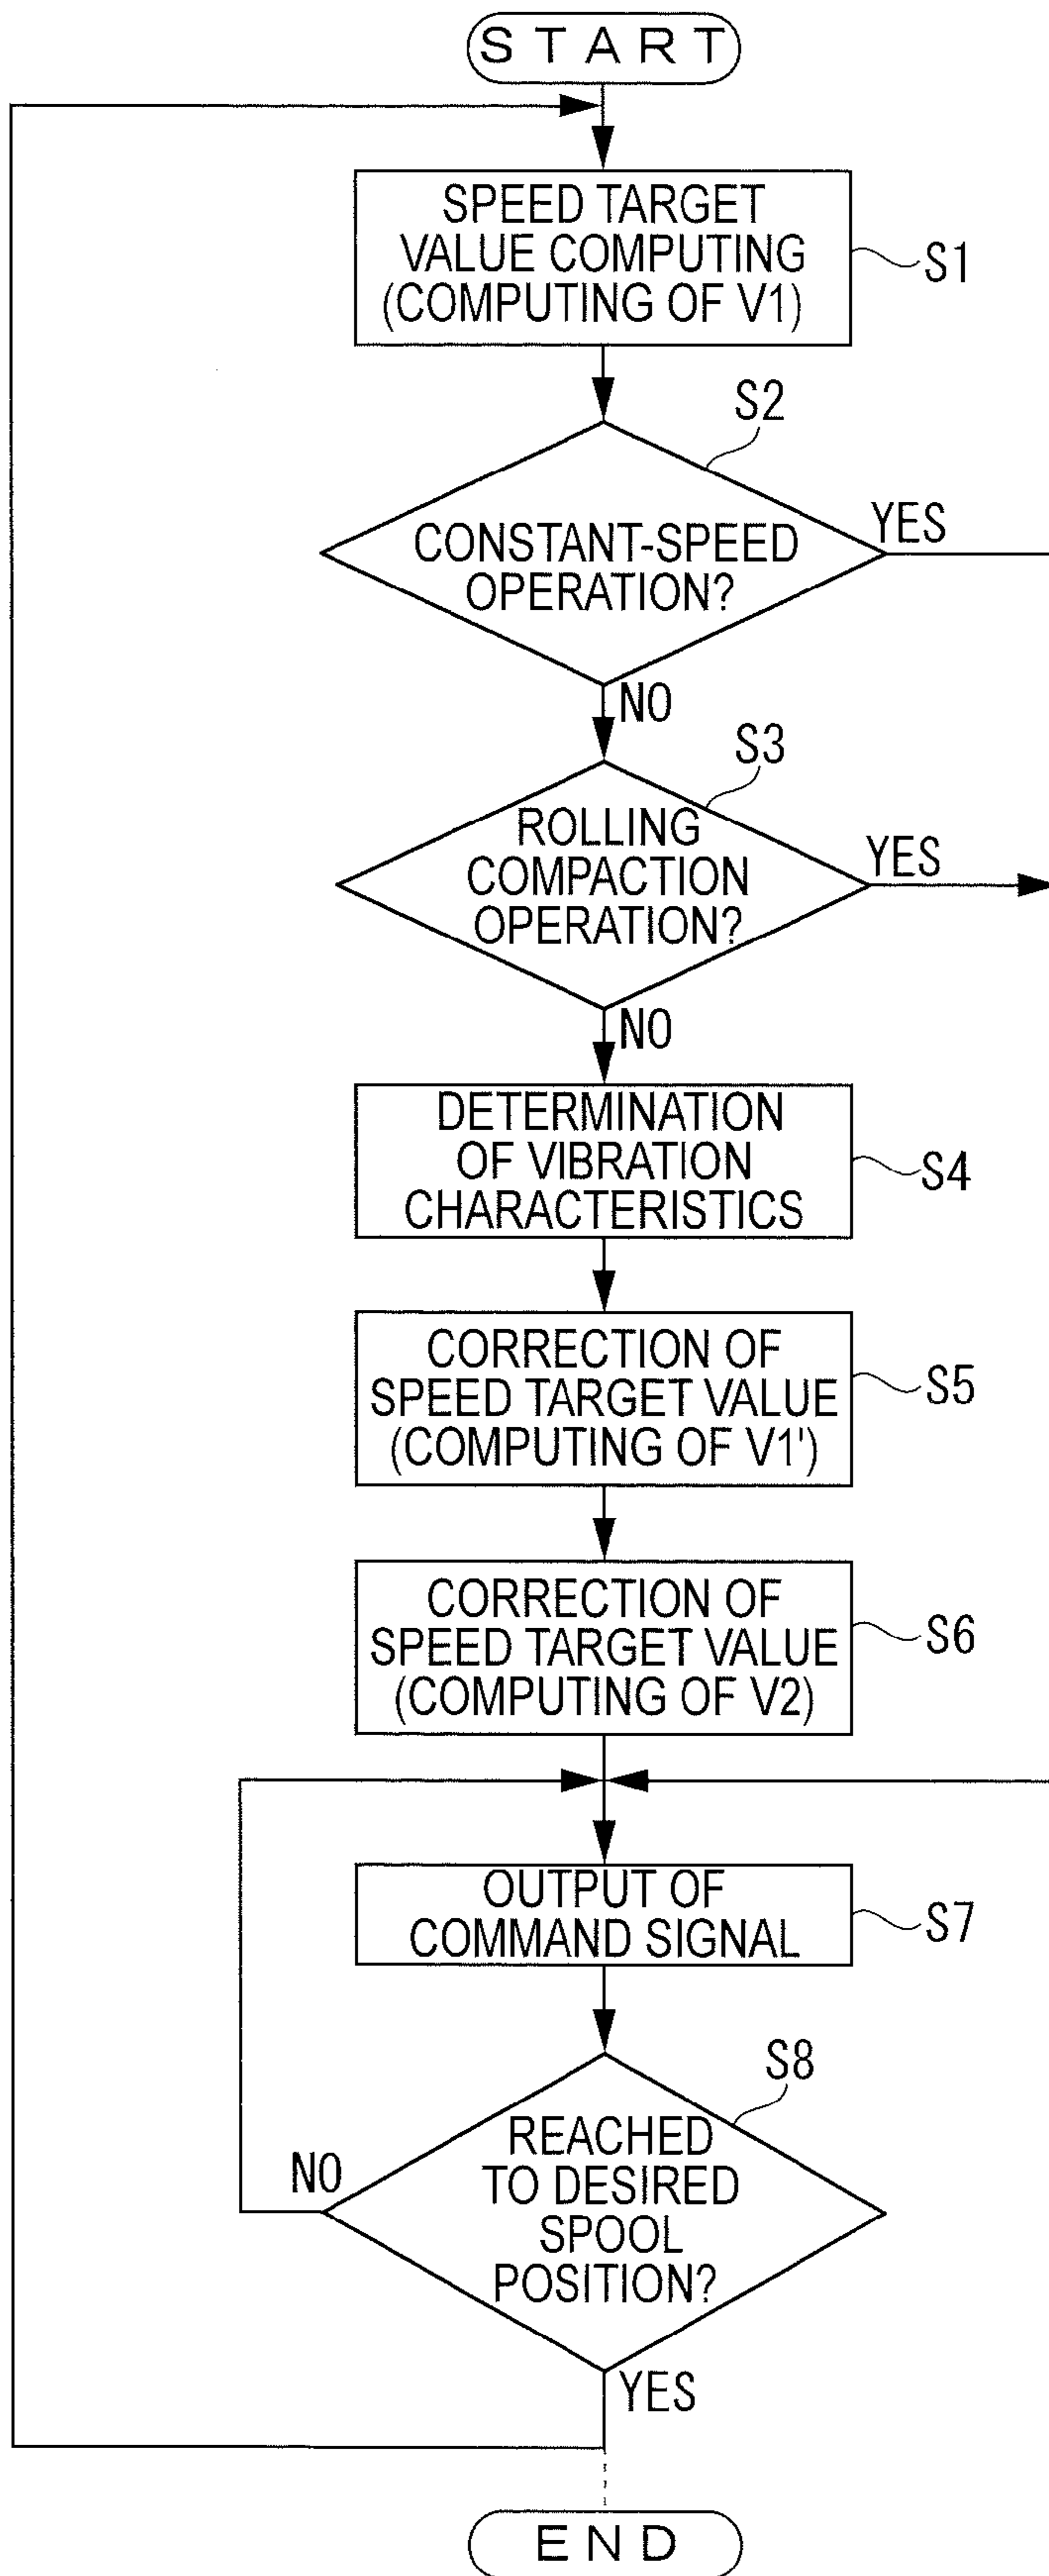 START
SPEED TARGET
VALUE COMPUTING
(COMPUTING OF V1)
S1
S2
CONSTANT-SPEED
OPERATION?
YES
NO
S3
ROLLING
COMPACTION
OPERATION?
YES
NO
DETERMINATION
OF VIBRATION
CHARACTERISTICS
S4
CORRECTION OF
SPEED TARGET VALUE
(COMPUTING OF V1')
S5
CORRECTION OF
SPEED TARGET VALUE
(COMPUTING OF V2)
S6
OUTPUT OF
COMMAND SIGNAL
S7
S8
REACHED
TO DESIRED
SPOOL
POSITION?
NO
YES
END